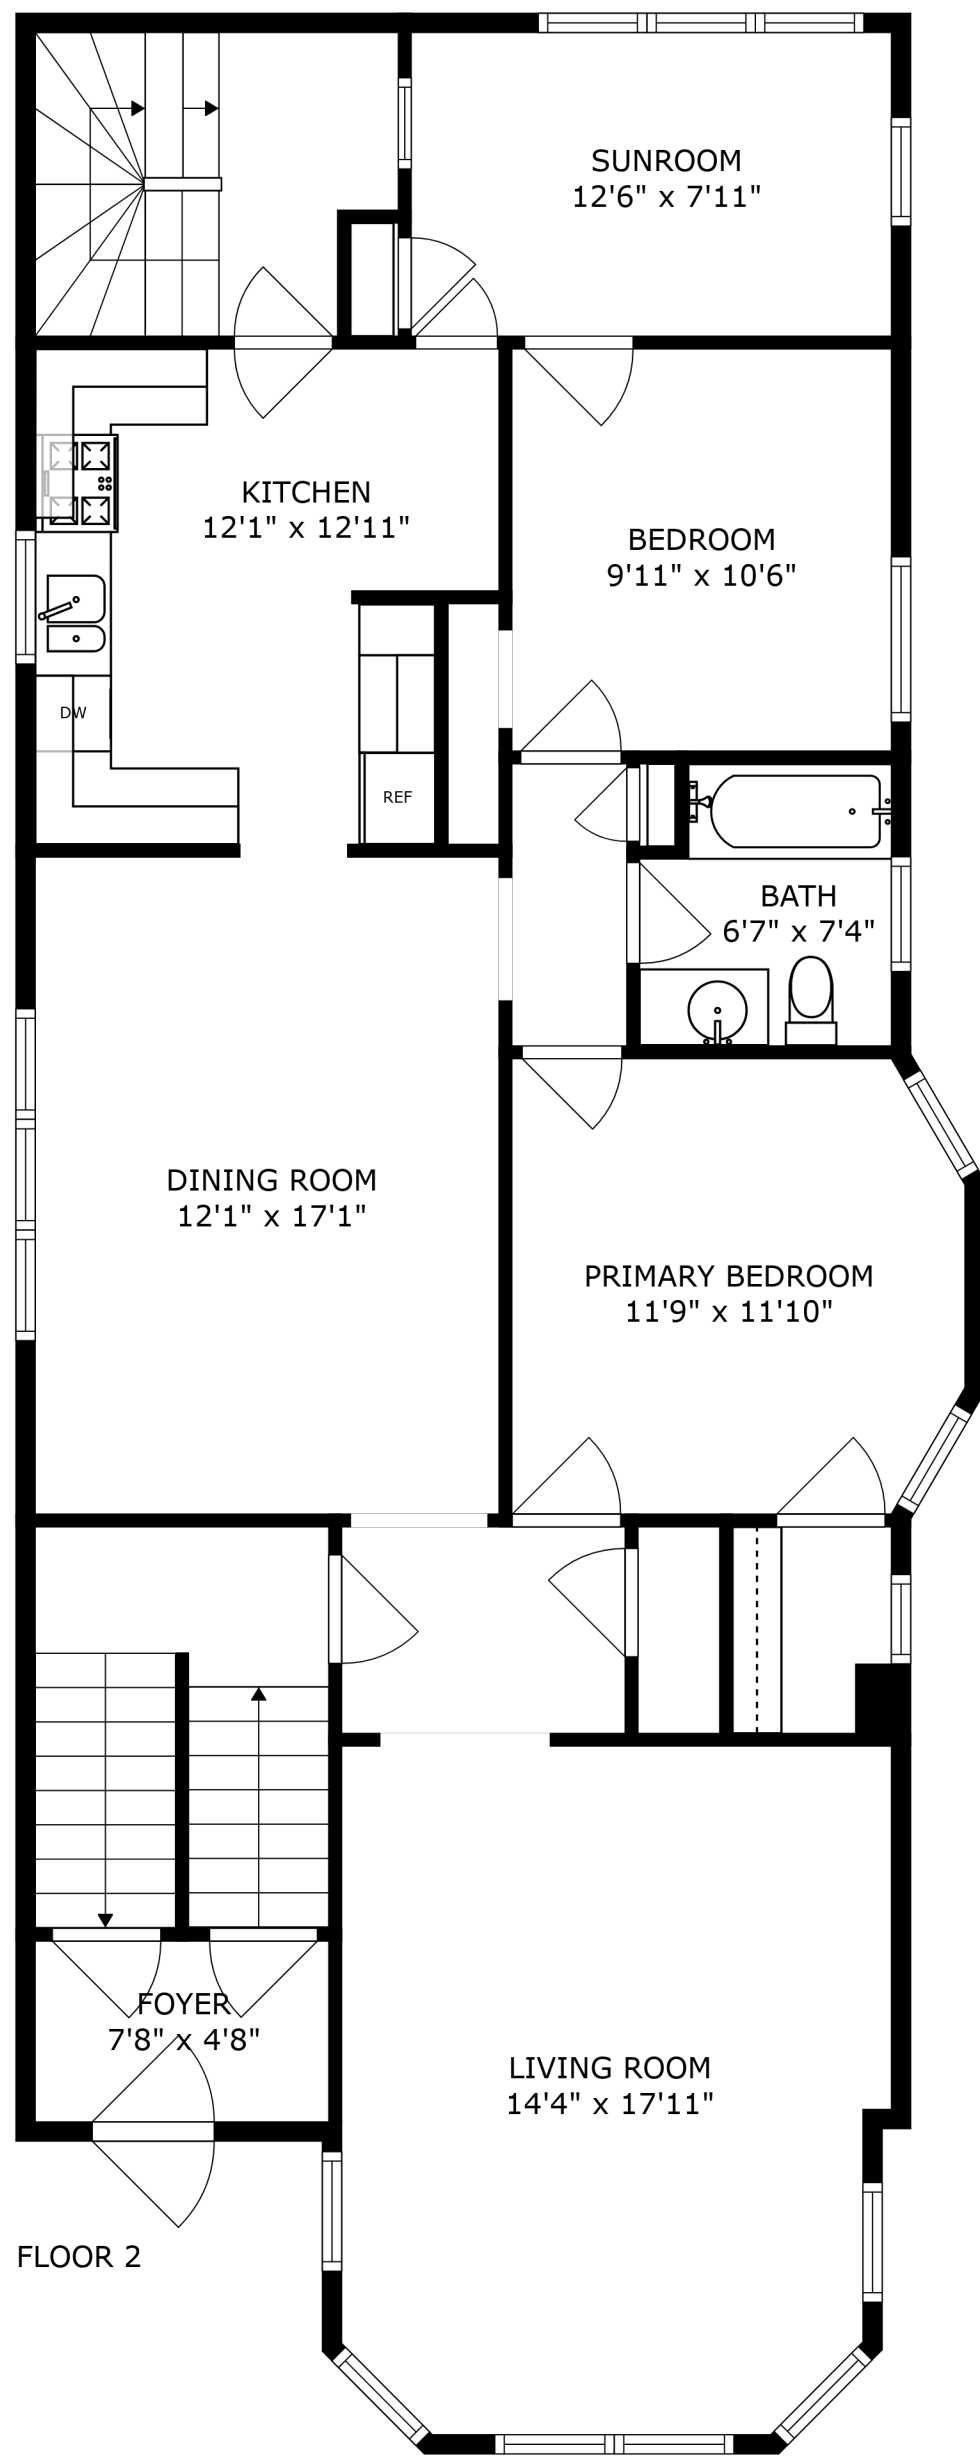 SUNROOM
12'6" x 7'11"
KITCHEN
12'1" x 12'11"
BEDROOM
9'11" x 10'6"
DW
REF
BATH
6'7" x 7'4"
DINING ROOM
12'1" x 17'1"
PRIMARY BEDROOM
11'9" x 11'10"
FOYER
7'8" x 4'8"
LIVING ROOM
14'4" x 17'11"
FLOOR 2